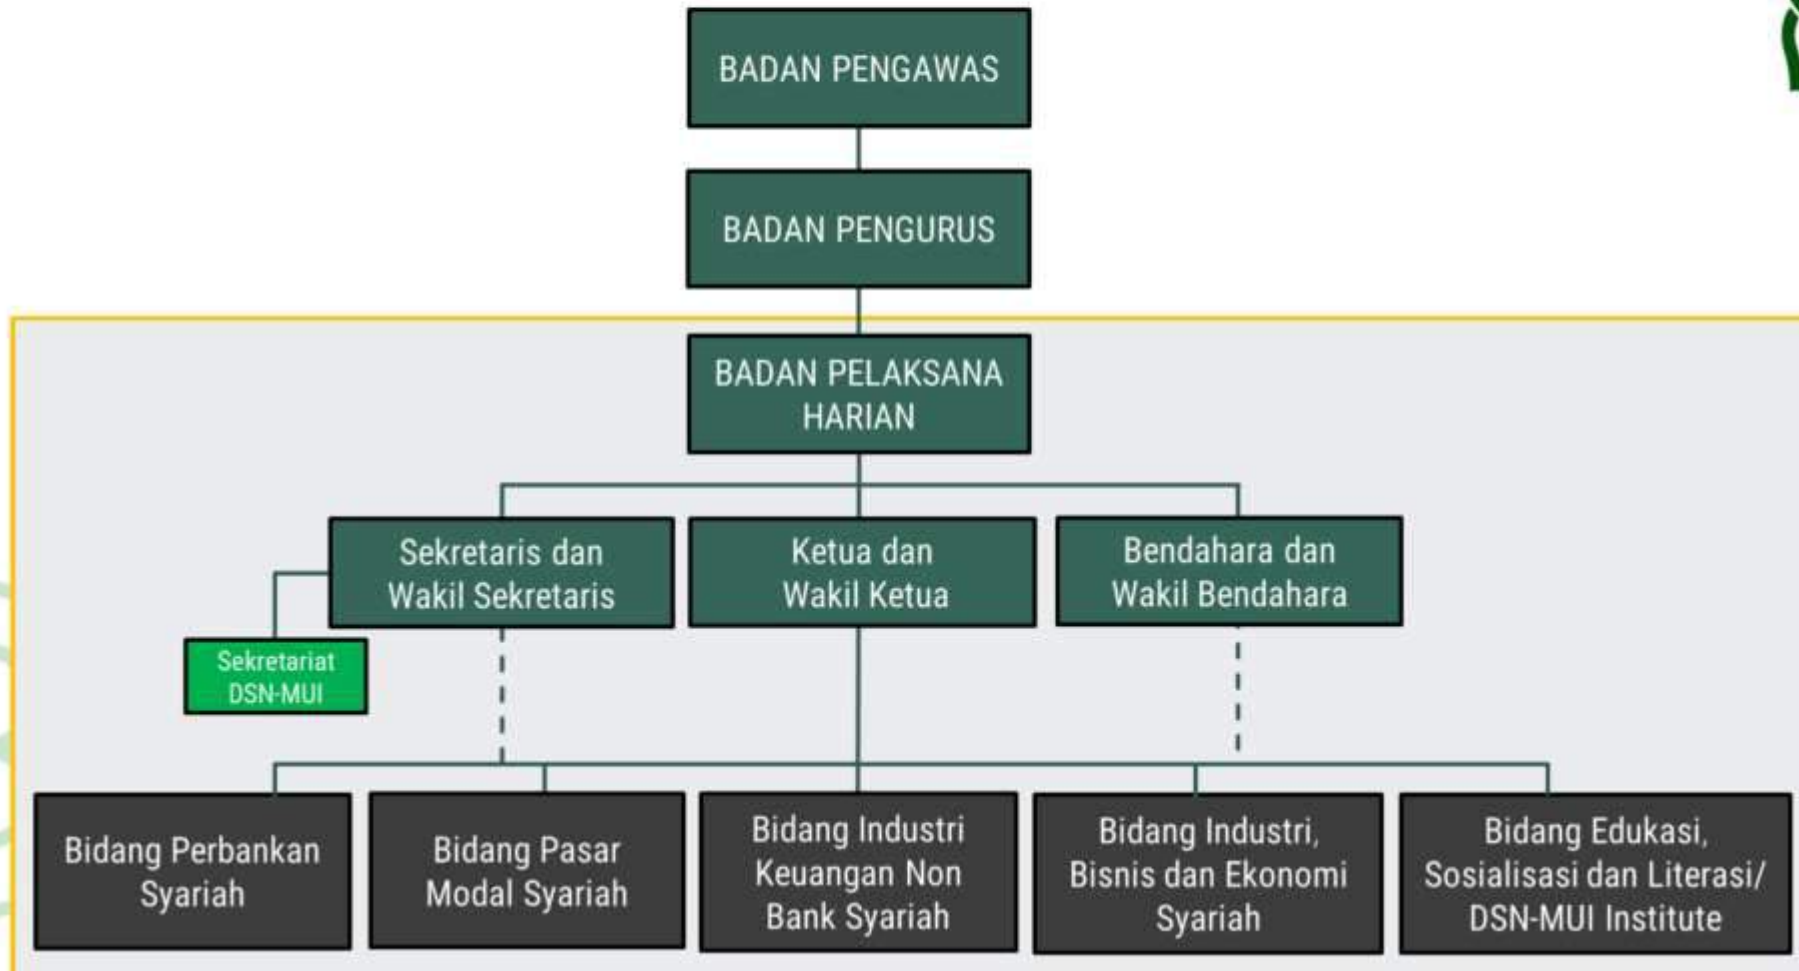 BADAN PENGAWAS
BADAN PENGURUS
BADAN PELAKSANA
HARIAN
Sekretaris dan
Wakil Sekretaris
Ketua dan
Wakil Ketua
Bendahara dan
Wakil Bendahara
Sekretariat
DSN-MUI
Bidang Perbankan
Syariah
Bidang Pasar
Modal Syariah
Bidang Industri
Keuangan Non
Bank Syariah
Bidang Industri,
Bisnis dan Ekonomi
Syariah
Bidang Edukasi,
Sosialisasi dan Literasi/
DSN-MUI Institute